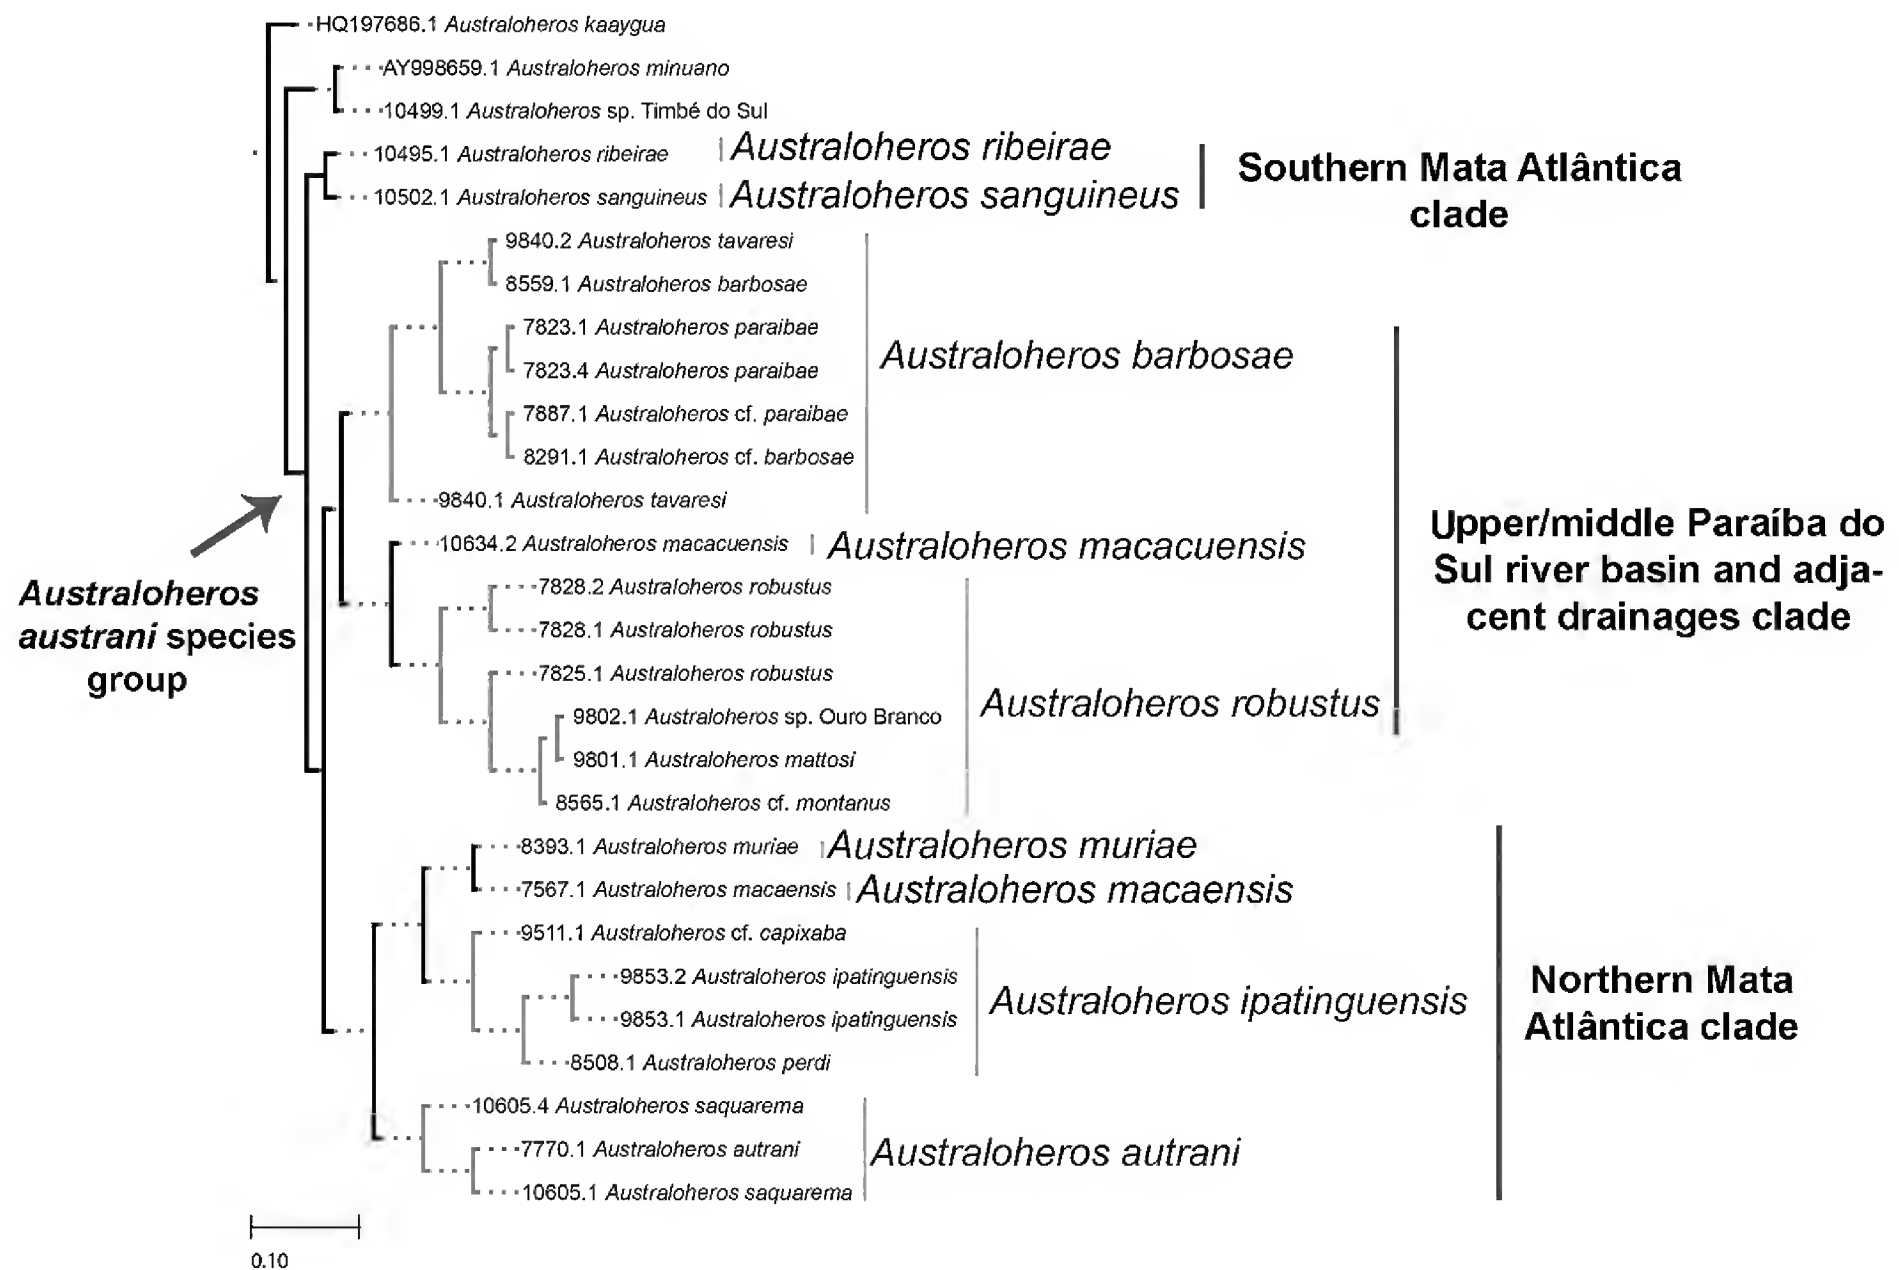 HQ197686.1 Australoheros kaaygua
AY998659.1 Australoheros minuano
10499.1 Australoheros sp. Timbé do Sul
10495.1 Australoheros ribeirae
Australoheros ribeirae
10502.1 Australoheros sanguineus
Australoheros sanguineus
Southern Mata Atlântica
clade
9840.2 Australoheros tavaresi
8559.1 Australoheros barbosae
7823.1 Australoheros paraibae
7823.4 Australoheros paraibae
7887.1 Australoheros cf. paraibae
8291.1 Australoheros cf. barbosae
9840.1 Australoheros tavaresi
Australoheros barbosae
10634.2 Australoheros macacuensis
Australoheros macacuensis
7828.2 Australoheros robustus
7828.1 Australoheros robustus
7825.1 Australoheros robustus
9802.1 Australoheros sp. Ouro Branco
9801.1 Australoheros mattosi
8565.1 Australoheros cf. montanus
Australoheros robustus
Upper/middle Paraíba do
Sul river basin and adja-
cent drainages clade
Australoheros
austrani species
group
8393.1 Australoheros muriae
Australoheros muriae
7567.1 Australoheros macaensis
Australoheros macaensis
9511.1 Australoheros cf. capixaba
9853.2 Australoheros ipatinguensis
9853.1 Australoheros ipatinguensis
8508.1 Australoheros perdi
Australoheros ipatinguensis
10605.4 Australoheros saquarema
7770.1 Australoheros autrani
10605.1 Australoheros saquarema
Australoheros autrani
Northern Mata
Atlântica clade
0.10